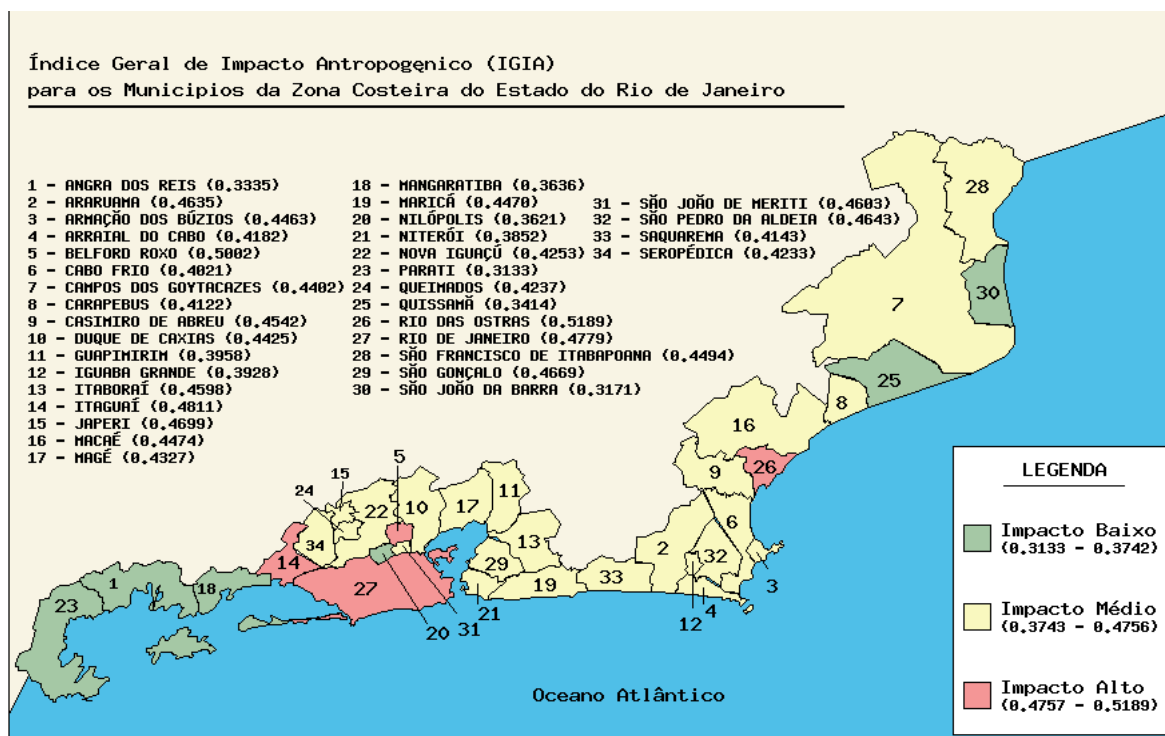 Índice Geral de Impacto Antropogęnico (IGIA)
para os Municipios da Zona Costeira do Estado do Rio de Janeiro
1 - ANGRA DOS REIS (0.3335)
2 - ARARUAMA (0.4635)
3 - ARMAÇÃO DOS BÚZIOS (0.4463)
4 - ARRAIAL DO CABO (0.4182)
5 - BELFORD ROXO (0.5002)
6 - CABO FRIO (0.4021)
7 - CAMPOS DOS GOYTACAZES (0.4402)
8 - CARAPEBUS (0.4122)
9 - CASIMIRO DE ABREU (0.4542)
10 - DUQUE DE CAXIAS (0.4425)
11 - GUAPIMIRIM (0.3958)
12 - IGUABA GRANDE (0.3928)
13 - ITABORAÍ (0.4598)
14 - ITAGUAÍ (0.4811)
15 - JAPERI (0.4699)
16 - MACAÉ (0.4474)
17 - MAGÉ (0.4327)
18 - MANGARATIBA (0.3636)
19 - MARICÁ (0.4470)
20 - NILÓPOLIS (0.3621)
21 - NITERÓI (0.3852)
22 - NOVA IGUAÇÚ (0.4253)
23 - PARATI (0.3133)
24 - QUEIMADOS (0.4237)
25 - QUISSAMÃ (0.3414)
26 - RIO DAS OSTRAS (0.5189)
27 - RIO DE JANEIRO (0.4779)
28 - SÃO FRANCISCO DE ITABAPOANA (0.4494)
29 - SÃO GONÇALO (0.4669)
30 - SÃO JOÃO DA BARRA (0.3171)
31 - SÃO JOÃO DE MERITI (0.4603)
32 - SÃO PEDRO DA ALDEIA (0.4643)
33 - SAQUAREMA (0.4143)
34 - SEROPÉDICA (0.4233)
28
30
7
25
8
16
26
9
6
5
15
24
22
10
17
11
34
14
13
2
32
29
27
1
18
23
19
33
3
21
4
12
20
31
Oceano Atlântico
LEGENDA
Impacto Baixo
(0.3133 - 0.3742)
Impacto Médio
(0.3743 - 0.4756)
Impacto Alto
(0.4757 - 0.5189)